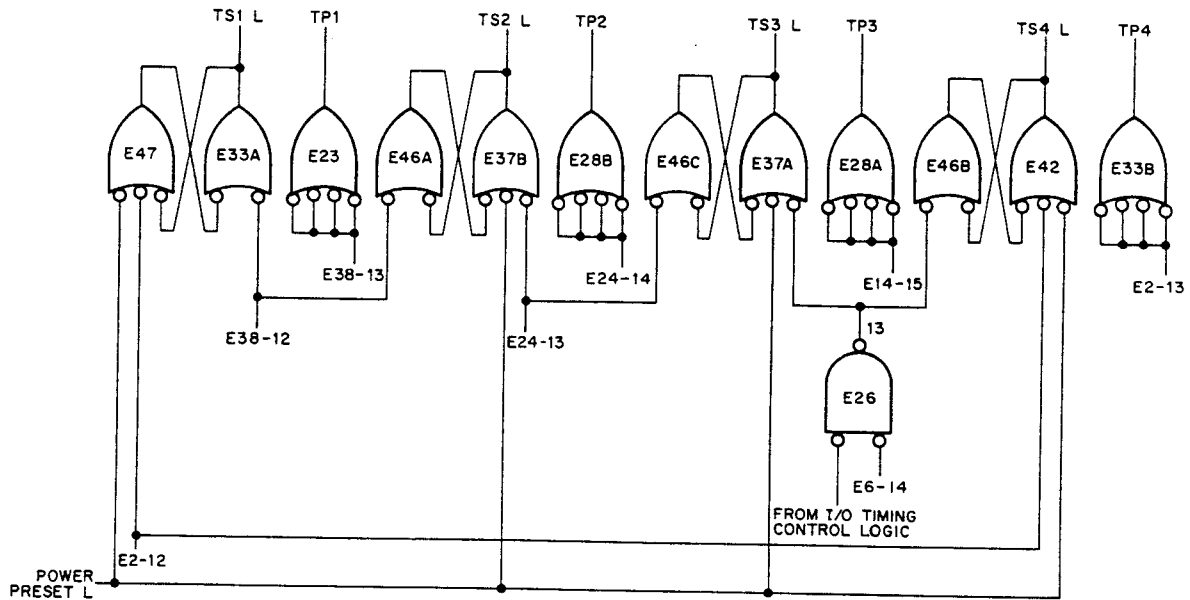 TS1 L
TP1
TS2 L
TP2
TS3 L
TP3
TS4 L
TP4
E47
E33A
E23
E46A
E37B
E28B
E46C
E37A
E28A
E46B
E42
E33B
E38-13
E24-14
E14-15
E2-13
E38-12
E24-13
13
E26
E6-14
FROM I/O TIMING
CONTROL LOGIC
E2-12
POWER
PRESET L